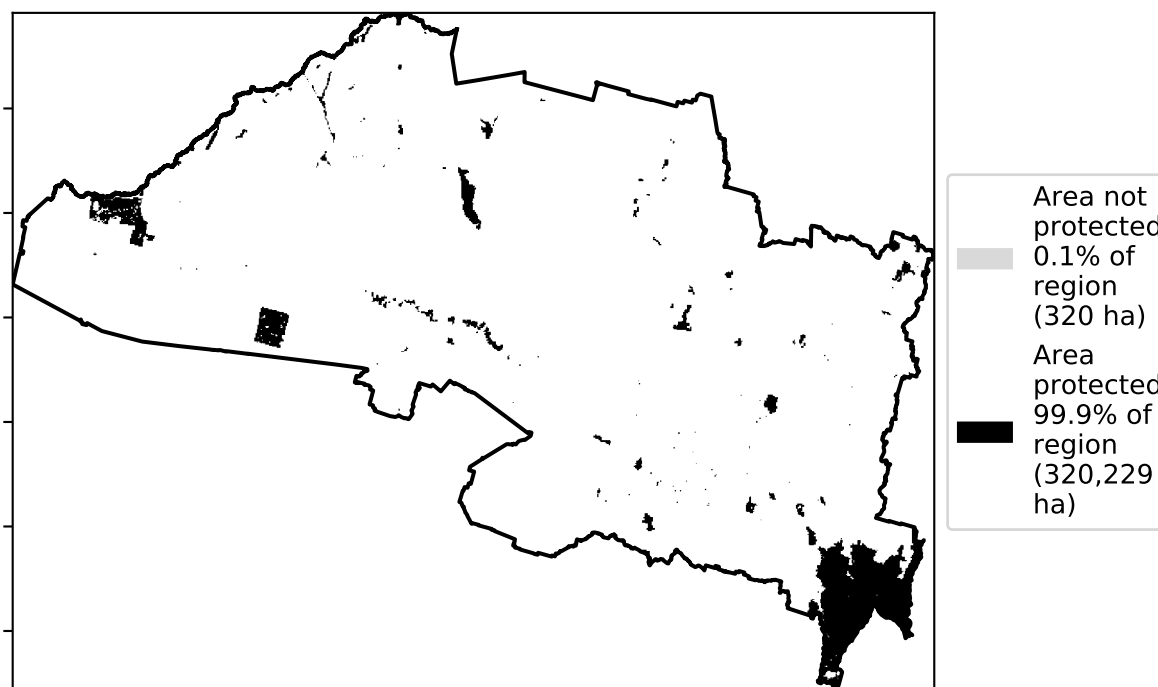 Area not
protected
0.1% of
region
(320 ha)
Area
protected
99.9% of
region
(320,229
ha)